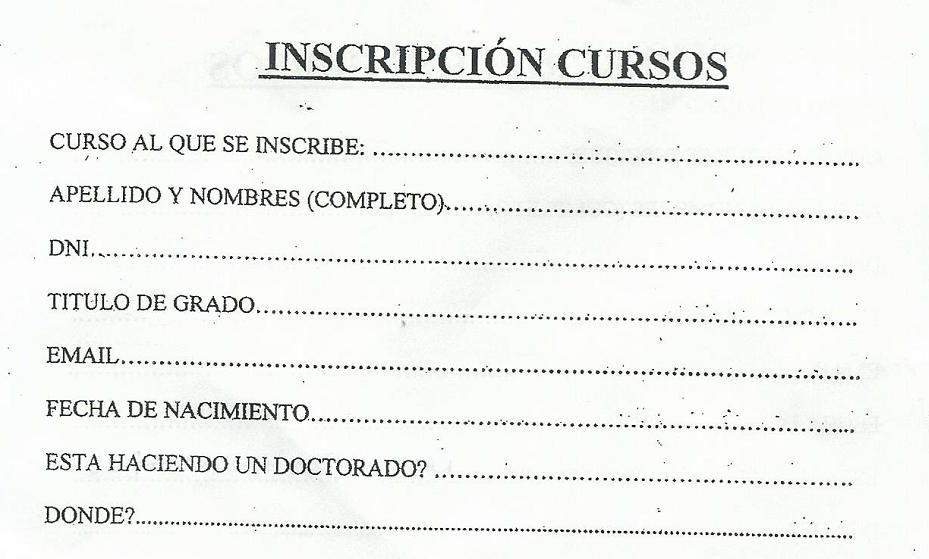 INSCRIPCIÓN CURSOS
CURSO AL QUE SE INSCRIBE: ........................................................................
APELLIDO Y NOMBRES (COMPLETO)............................................................
DNI.................................................................................................................
TITULO DE GRADO........................................................................................
EMAIL.............................................................................................................
FECHA DE NACIMIENTO................................................................................
ESTA HACIENDO UN DOCTORADO? ..............................................................
DONDE?..........................................................................................................